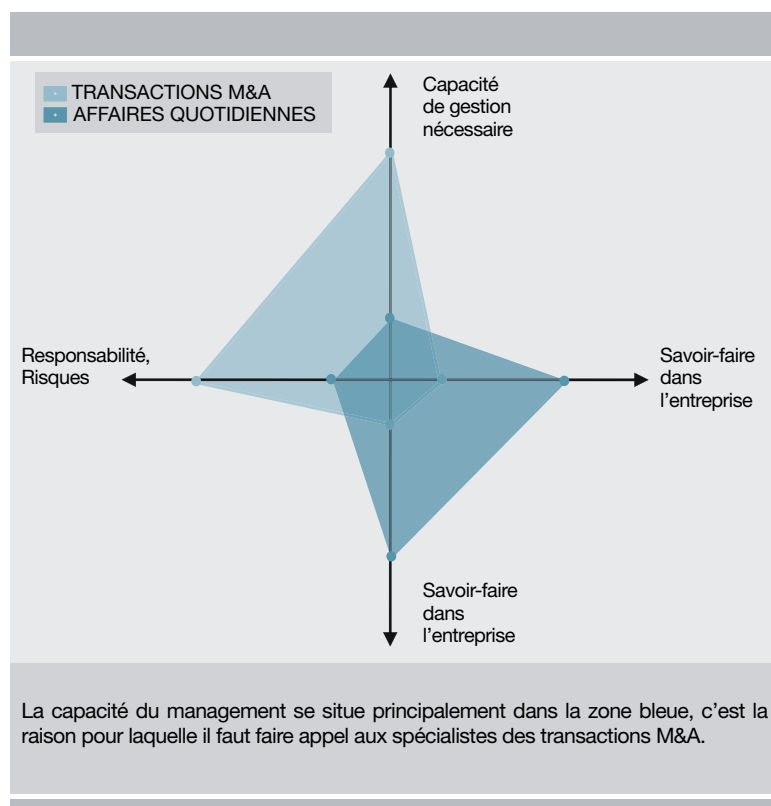 TRANSACTIONS M&A
AFFAIRES QUOTIDIENNES
Capacité
de gestion
nécessaire
Responsabilité,
Risques
Savoir-faire
dans
l’entreprise
Savoir-faire
dans
l’entreprise
La capacité du management se situe principalement dans la zone bleue, c’est la
raison pour laquelle il faut faire appel aux spécialistes des transactions M&A.